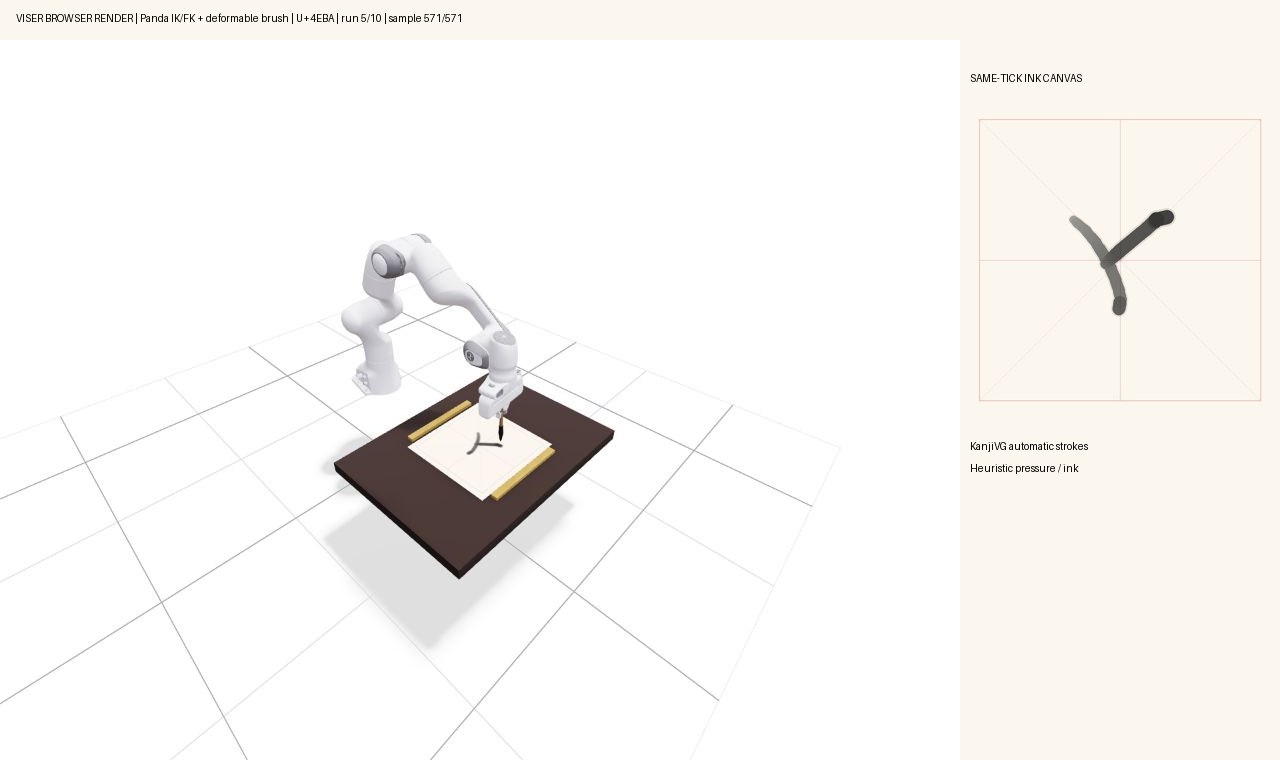 VISER BROWSER RENDER | Panda IK/FK + deformable brush | U+4EBA | run 5/10 | sample 571/571
SAME-TICK INK CANVAS
KanjiVG automatic strokes
Heuristic pressure / ink